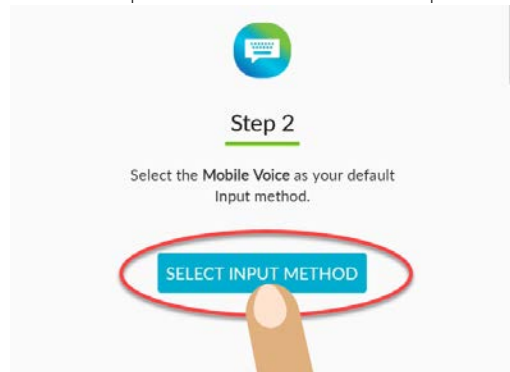 Step 2
Select the Mobile Voice as your default
Input method.
SELECT INPUT METHOD